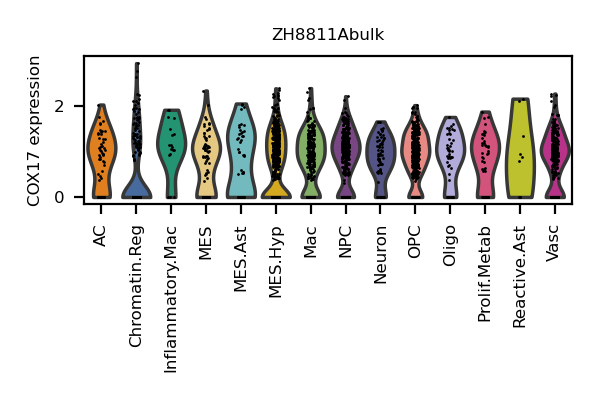 ZH8811Abulk
COX17 expression
2
0
AC
Chromatin.Reg
Inflammatory.Mac
MES
MES.Ast
MES.Hyp
Mac
NPC
Neuron
OPC
Oligo
Prolif.Metab
Reactive.Ast
Vasc